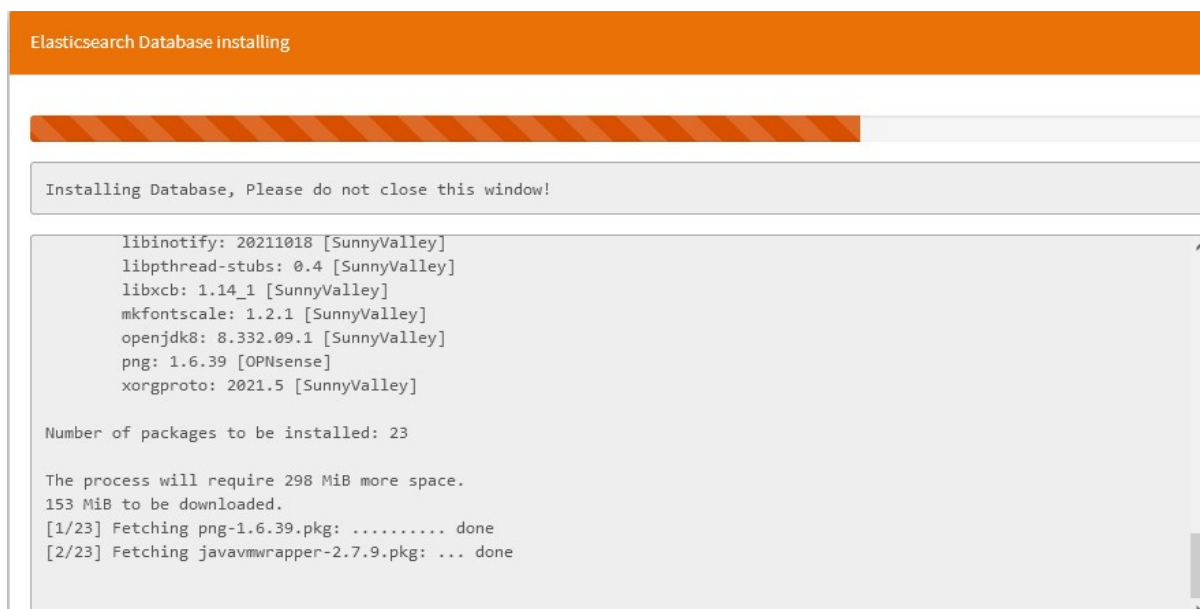 Elasticsearch Database installing
Installing Database, Please do not close this window!
libinotify: 20211018 [SunnyValley]
libpthread-stubs: 0.4 [SunnyValley]
libxcb: 1.14_1 [SunnyValley]
mkfontscale: 1.2.1 [SunnyValley]
openjdk8: 8.332.09.1 [SunnyValley]
png: 1.6.39 [OPNsense]
xorgproto: 2021.5 [SunnyValley]
Number of packages to be installed: 23
The process will require 298 MiB more space.
153 MiB to be downloaded.
[1/23] Fetching png-1.6.39.pkg: .......... done
[2/23] Fetching javavmwrapper-2.7.9.pkg: ... done